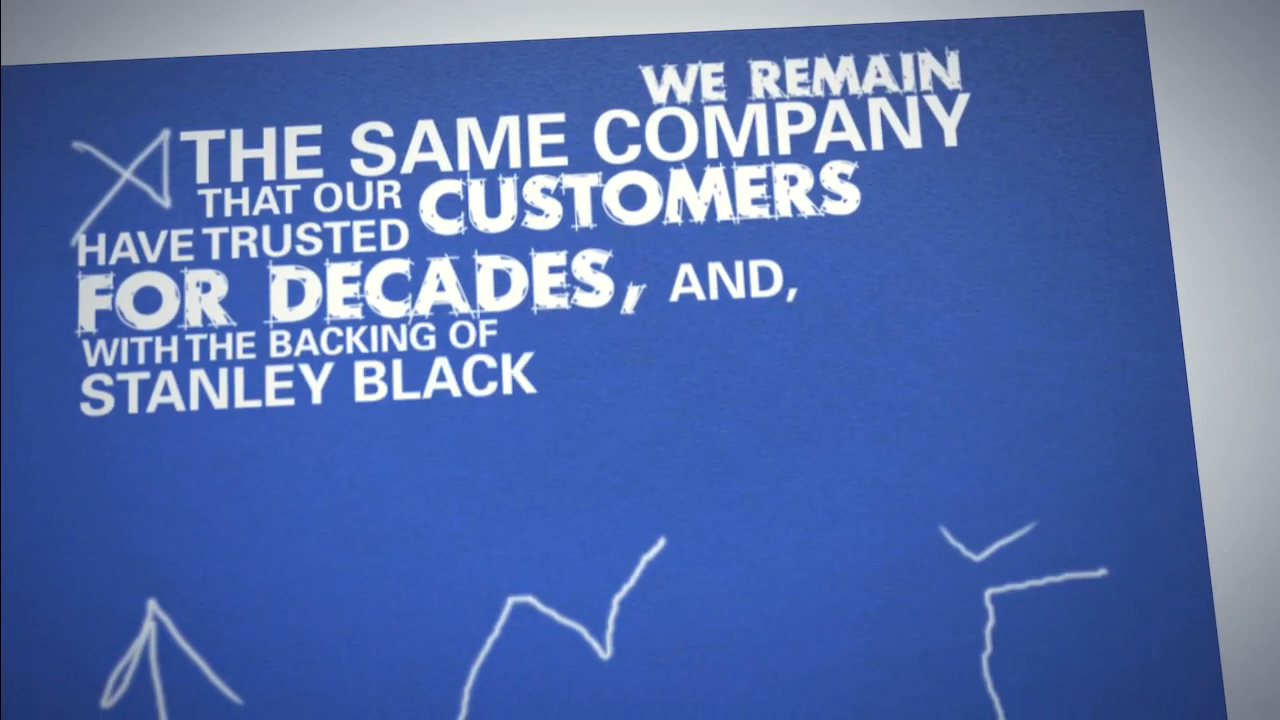 WE REMAIN
THE SAME COMPANY
THAT OUR CUSTOMERS
HAVE TRUSTED
FOR DECADES, AND,
WITH THE BACKING OF
STANLEY BLACK